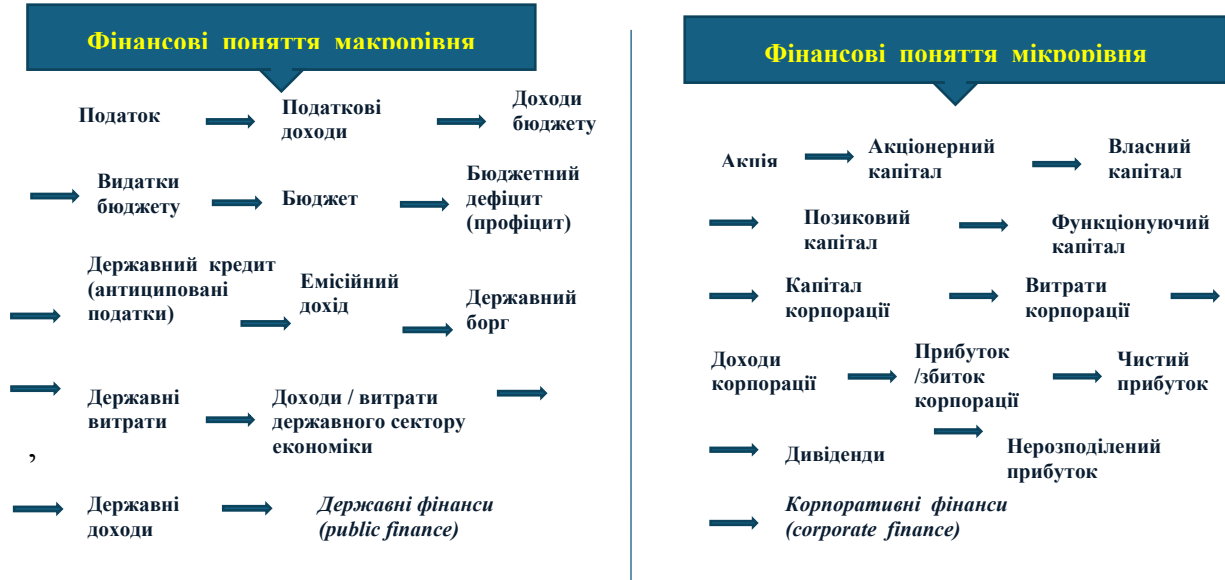 Фінансові поняття макрорівня
Податок
Податкові
доходи
Доходи
бюджету
Видатки
бюджету
Бюджет
Бюджетний
дефіцит
(профіцит)
Державний кредит
(антициповані
податки)
Емісійний
дохід
Державний
борг
Державні
витрати
Доходи / витрати
державного сектору
економіки
,
Державні
доходи
Державні фінанси
(public finance)
Фінансові поняття мікрорівня
Акція
Акціонерний
капітал
Власний
капітал
Позиковий
капітал
Функціонуючий
капітал
Капітал
корпорації
Витрати
корпорації
Доходи
корпорації
Прибуток
/збиток
корпорації
Чистий
прибуток
Дивіденди
Нерозподілений
прибуток
Корпоративні фінанси
(corporate finance)